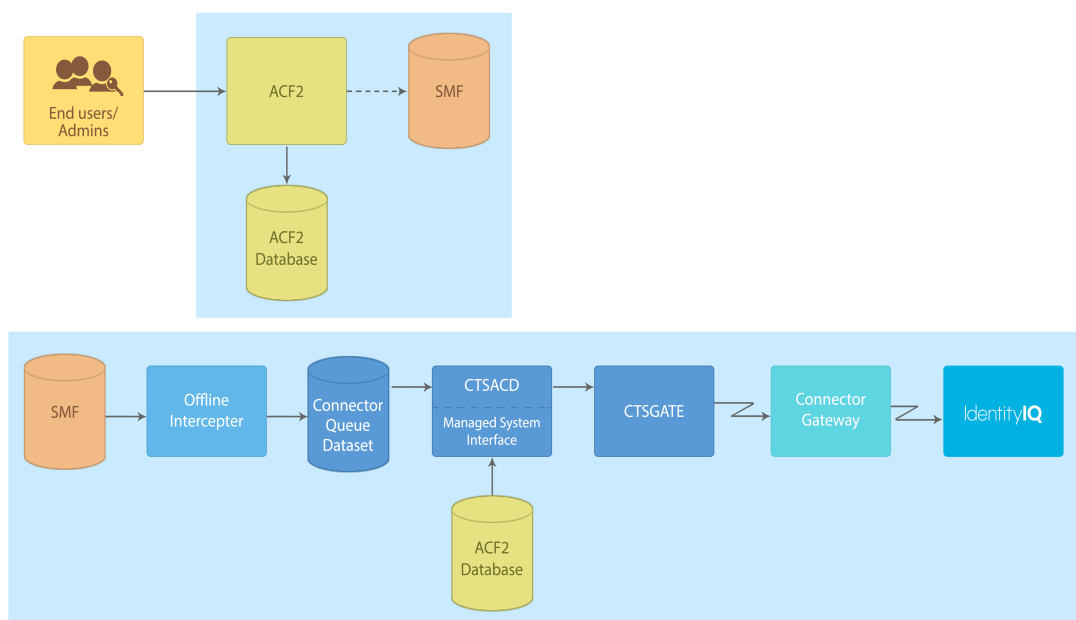 End users/
Admins
ACF2
SMF
ACF2
Database
SMF
Offline
Intercepter
Connector
Queue
Dataset
CTSACD
Managed System
Interface
CTSGATE
Connector
Gateway
IdentityIQ
ACF2
Database